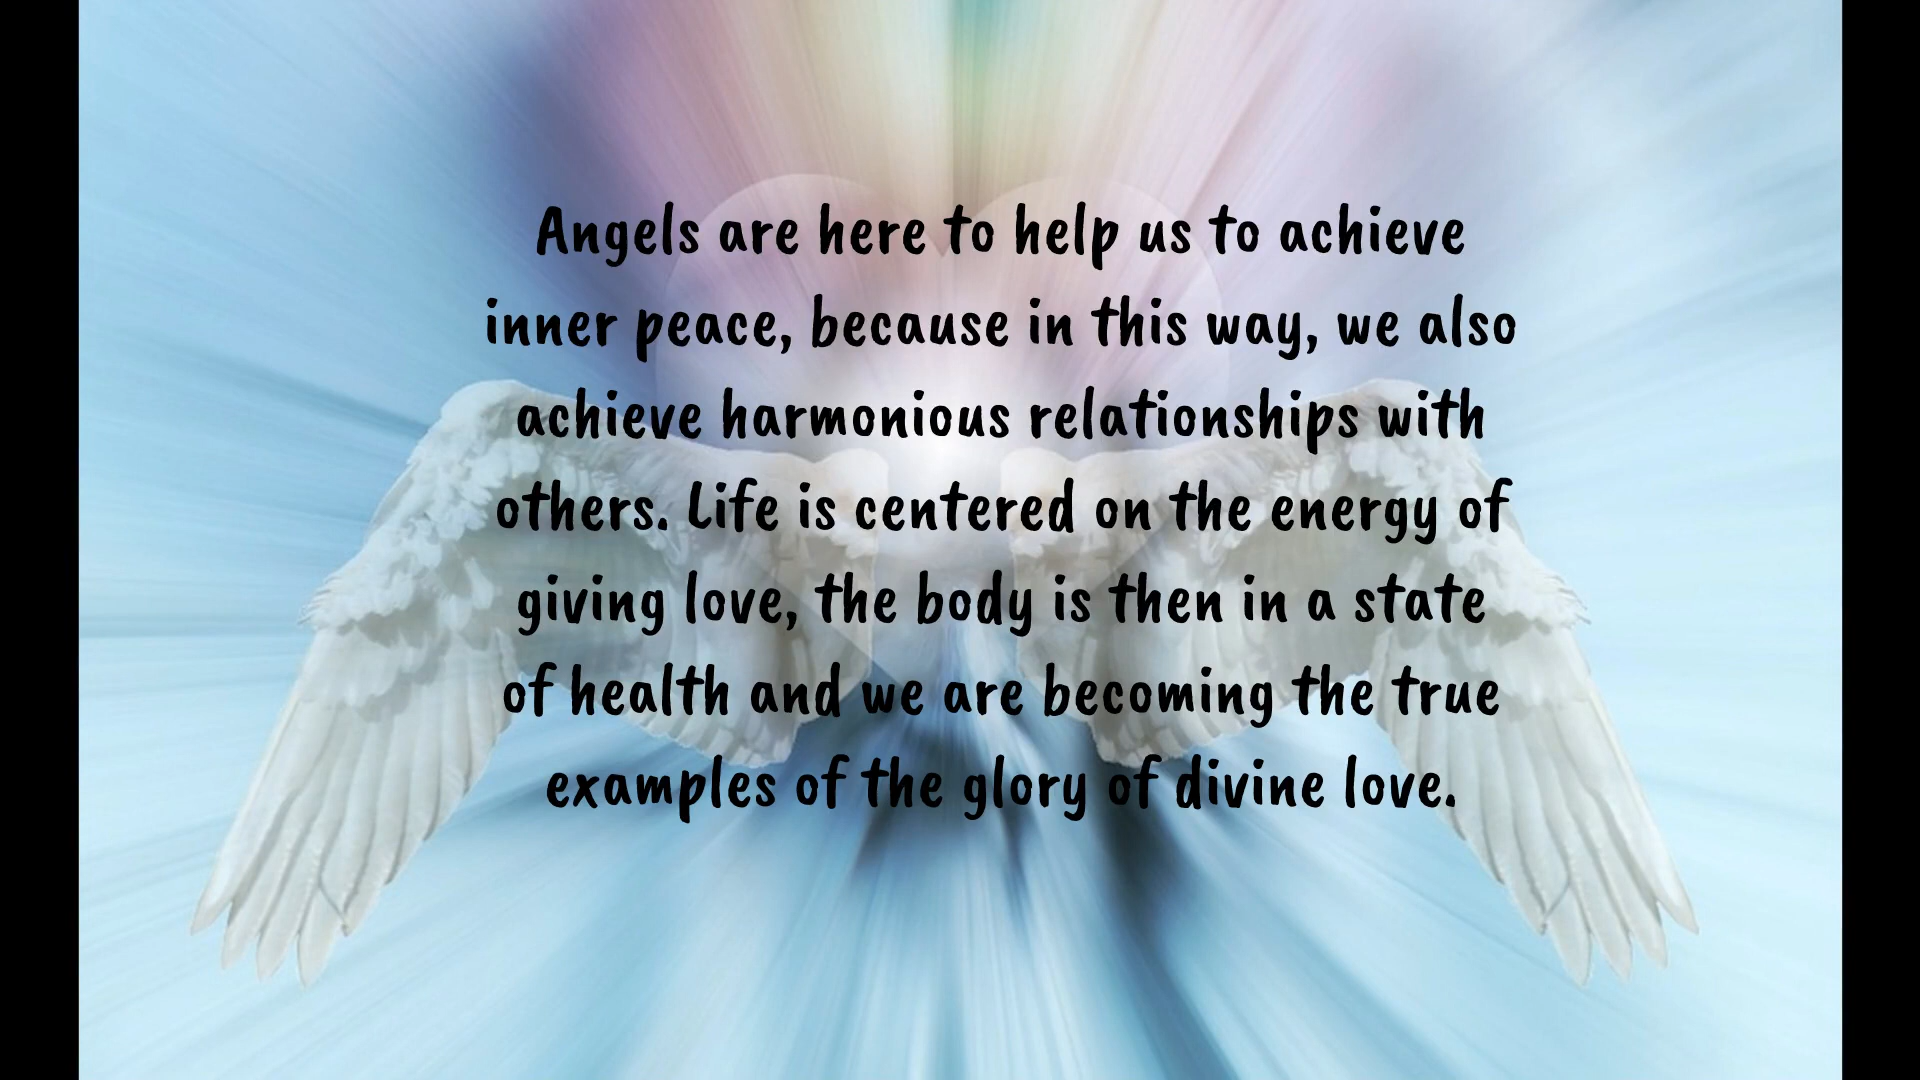 Angels are here to help us to achieve
inner peace, because in this way, we also
achieve harmonious relationships with
others. Life is centered on the energy of
giving love, the body is then in a state
of health and we are becoming the true
examples of the glory of divine love.